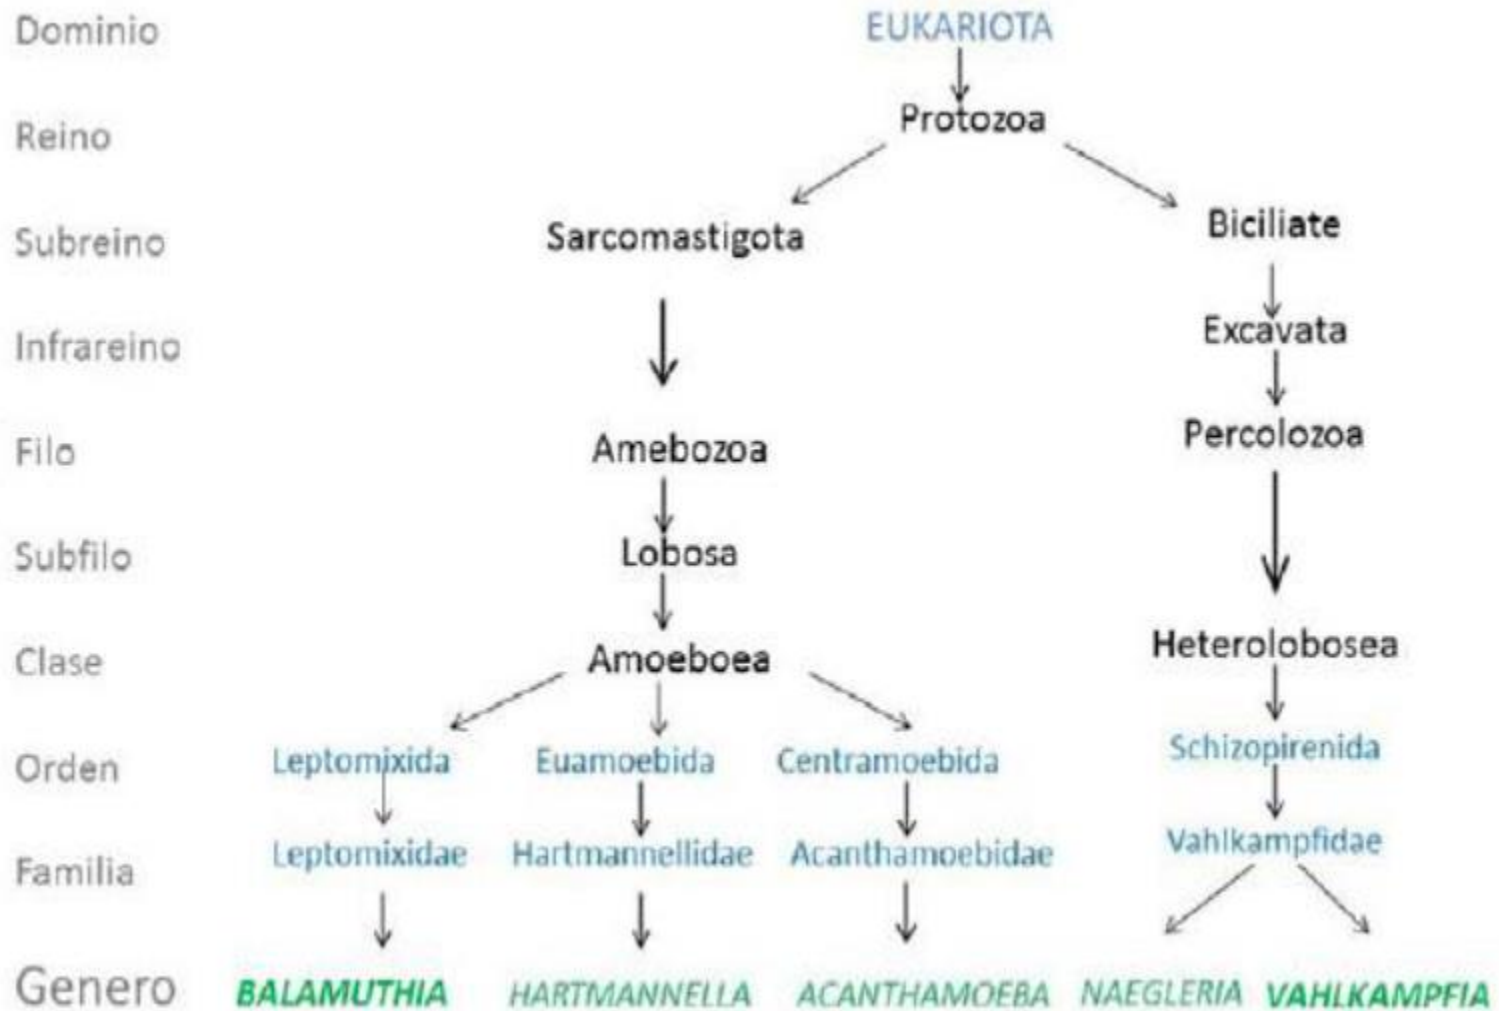 Dominio EUKARIOTA
Reino Protozoa
Subreino Sarcomastigota Biciliate
Infrareino Excavata
Filo Amebozoa Percolozoa
Subfilo Lobosa
Clase Amoeboea Heterolobosea
Orden Leptomixida Euamoebida Centramoebida Schizopirenida
Familia Leptomixidae Hartmannellidae Acanthamoebidae Vahlkampfidae
Genero BALAMUTHIA HARTMANNELLA ACANTHAMOEBA NAEGLERIA VAHLKAMPFIA